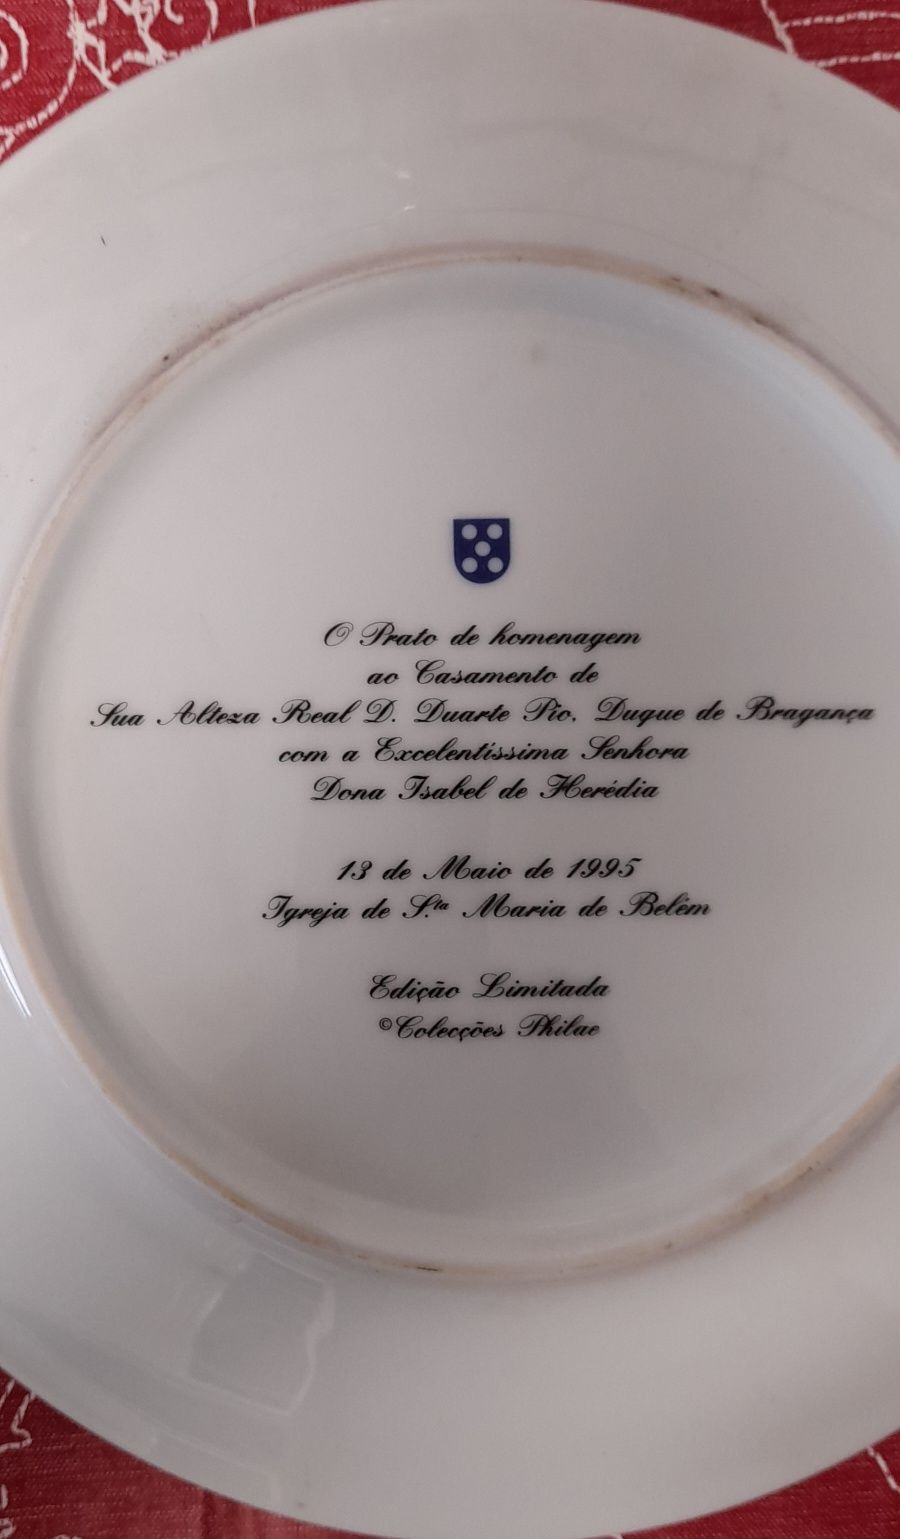 O Prato de homenagem
ao Casamento de
Sua Alteza Real D. Duarte Pio, Duque de Bragança
com a Excelentíssima Senhora
Dona Isabel de Herédia
13 de Maio de 1995
Igreja de S.ta Maria de Belém
Edição Limitada
©Colecções Philae